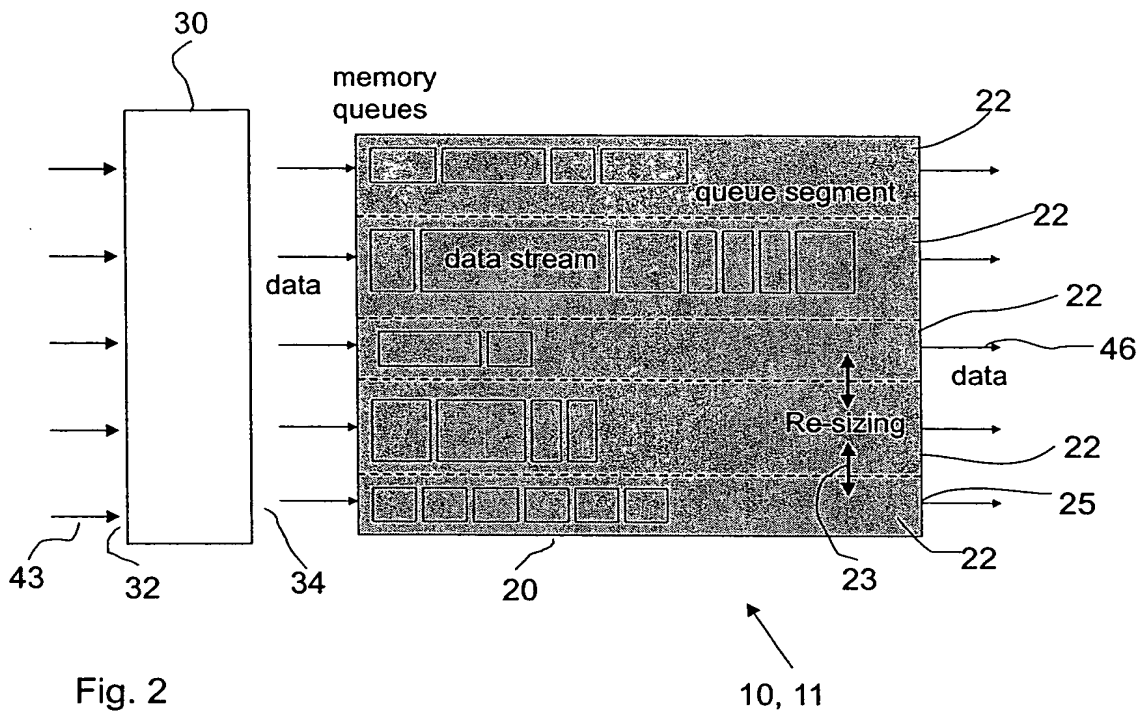 30
memory
queues
22
queue segment
22
data stream
data
22
46
data
Re-sizing
22
25
43
32
34
20
23
22
Fig. 2
10, 11